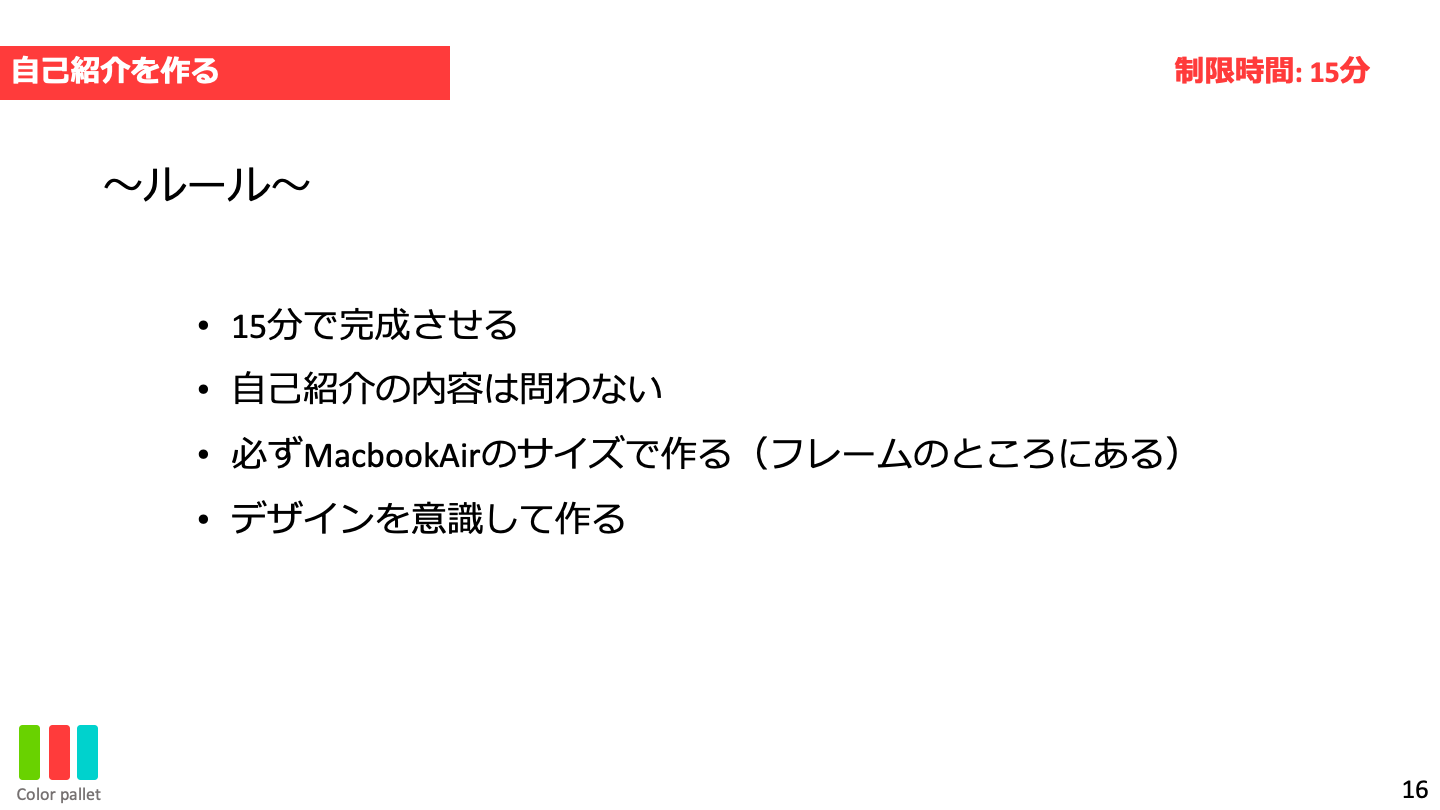 自己紹介を作る
制限時間: 15分
〜ルール〜
• 15分で完成させる
• 自己紹介の内容は問わない
• 必ずMacbookAirのサイズで作る（フレームのところにある）
• デザインを意識して作る
Color pallet
16